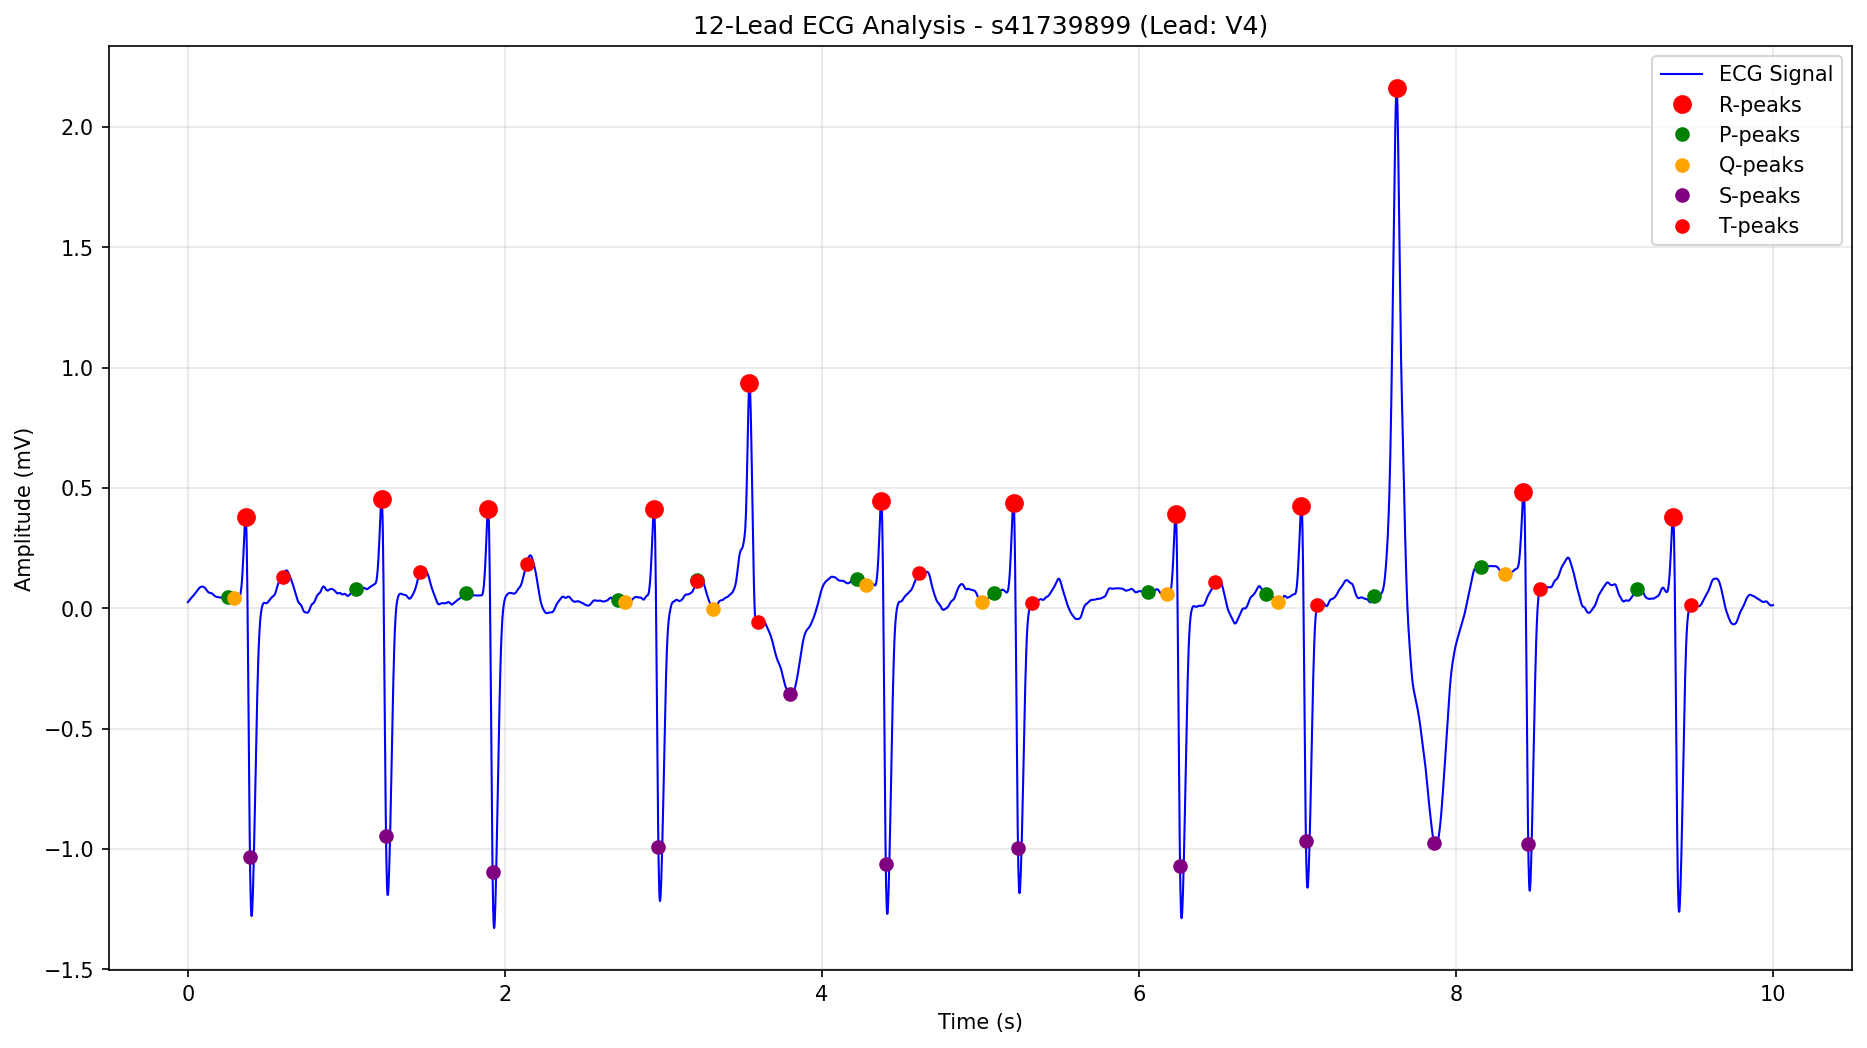 12-Lead ECG Analysis - s41739899 (Lead: V4)
ECG Signal
R-peaks
P-peaks
Q-peaks
S-peaks
T-peaks
Amplitude (mV)
2.0
1.5
1.0
0.5
0.0
−0.5
−1.0
−1.5
0 2 4 6 8 10
Time (s)